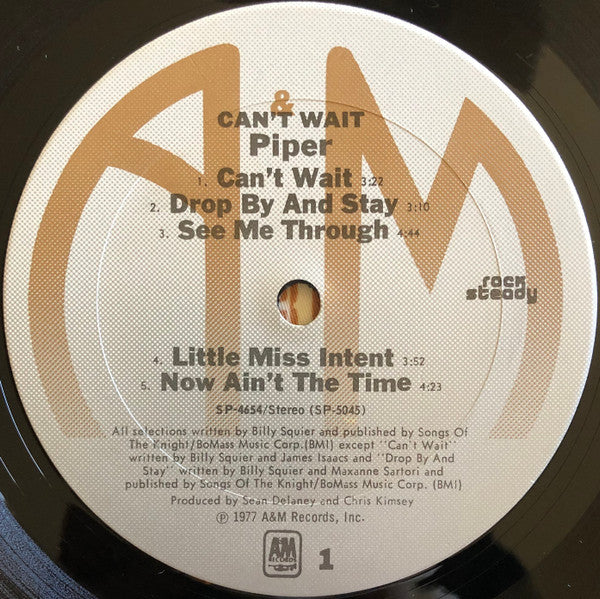 A & M
CAN'T WAIT
Piper
1. Can't Wait 3:22
2. Drop By And Stay 3:10
3. See Me Through 4:44
rock
steady
4. Little Miss Intent 3:52
5. Now Ain't The Time 4:23
SP-4654/Stereo (SP-5045)
All selections written by Billy Squier and published by Songs Of
The Knight/BoMass Music Corp.(BMI) except "Can't Wait"
written by Billy Squier and James Isaacs and "Drop By And
Stay" written by Billy Squier and Maxanne Sartori and
published by Songs Of The Knight/BoMass Music Corp. (BMI)
Produced by Sean Delaney and Chris Kimsey
℗ 1977 A&M Records, Inc.
A&M
RECORDS
1